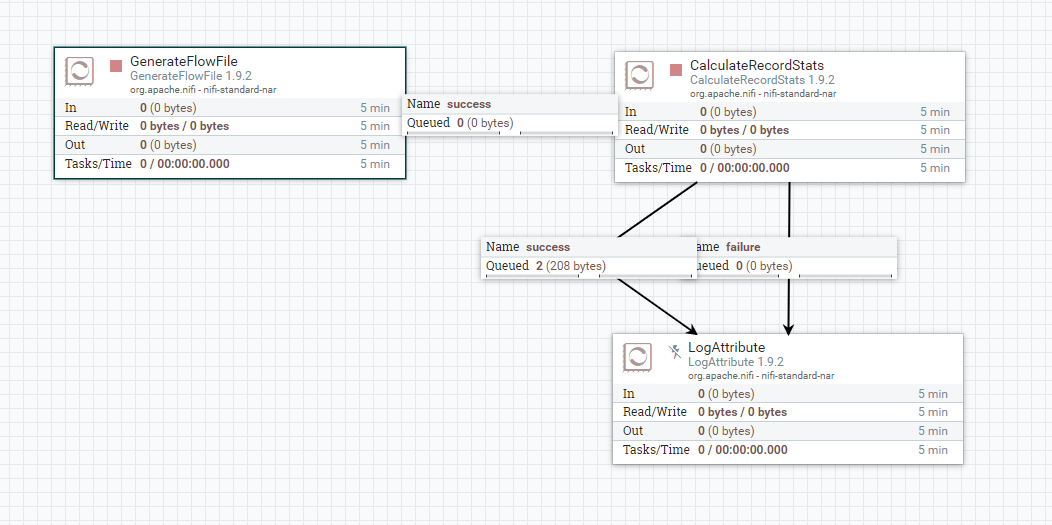 GenerateFlowFile
GenerateFlowFile 1.9.2
org.apache.nifi - nifi-standard-nar
In 0 (0 bytes) 5 min
Read/Write 0 bytes / 0 bytes 5 min
Out 0 (0 bytes) 5 min
Tasks/Time 0 / 00:00:00.000 5 min
Name success
Queued 0 (0 bytes)
CalculateRecordStats
CalculateRecordStats 1.9.2
org.apache.nifi - nifi-standard-nar
In 0 (0 bytes) 5 min
Read/Write 0 bytes / 0 bytes 5 min
Out 0 (0 bytes) 5 min
Tasks/Time 0 / 00:00:00.000 5 min
Name success
Queued 2 (208 bytes)
ame failure
ueued 0 (0 bytes)
LogAttribute
LogAttribute 1.9.2
org.apache.nifi - nifi-standard-nar
In 0 (0 bytes) 5 min
Read/Write 0 bytes / 0 bytes 5 min
Out 0 (0 bytes) 5 min
Tasks/Time 0 / 00:00:00.000 5 min